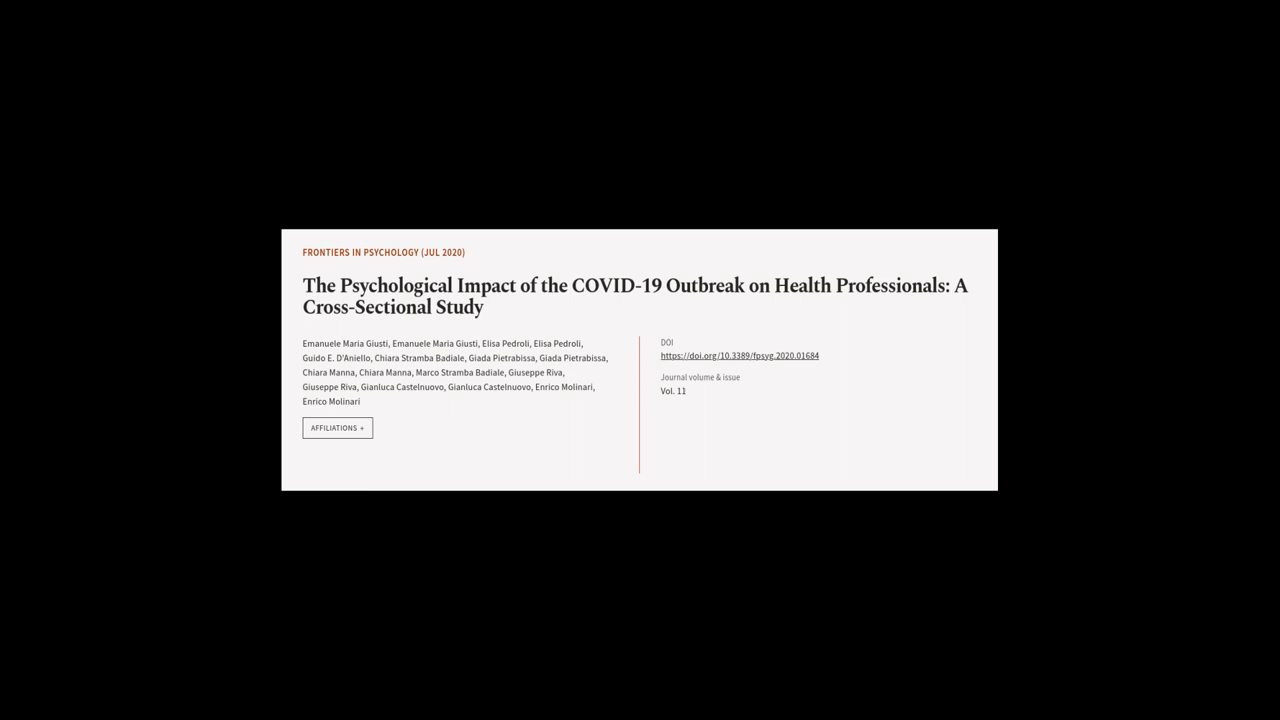 FRONTIERS IN PSYCHOLOGY (JUL 2020)
The Psychological Impact of the COVID-19 Outbreak on Health Professionals: A
Cross-Sectional Study
Emanuele Maria Giusti, Emanuele Maria Giusti, Elisa Pedroli, Elisa Pedroli,
Guido E. D'Aniello, Chiara Stramba Badiale, Giada Pietrabissa, Giada Pietrabissa,
Chiara Manna, Chiara Manna, Marco Stramba Badiale, Giuseppe Riva,
Giuseppe Riva, Gianluca Castelnuovo, Gianluca Castelnuovo, Enrico Molinari,
Enrico Molinari
AFFILIATIONS +
DOI
https://doi.org/10.3389/fpsyg.2020.01684
Journal volume & issue
Vol. 11